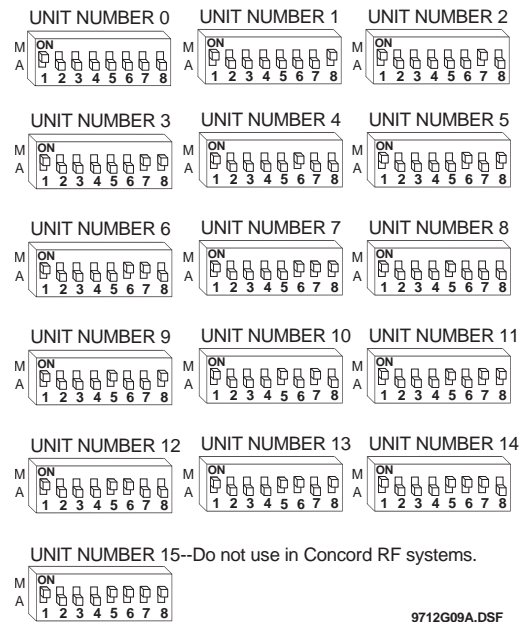 UNIT NUMBER 0 UNIT NUMBER 1 UNIT NUMBER 2
M ON M ON M ON
A 1 2 3 4 5 6 7 8 A 1 2 3 4 5 6 7 8 A 1 2 3 4 5 6 7 8
UNIT NUMBER 3 UNIT NUMBER 4 UNIT NUMBER 5
M ON M ON M ON
A 1 2 3 4 5 6 7 8 A 1 2 3 4 5 6 7 8 A 1 2 3 4 5 6 7 8
UNIT NUMBER 6 UNIT NUMBER 7 UNIT NUMBER 8
M ON M ON M ON
A 1 2 3 4 5 6 7 8 A 1 2 3 4 5 6 7 8 A 1 2 3 4 5 6 7 8
UNIT NUMBER 9 UNIT NUMBER 10 UNIT NUMBER 11
M ON M ON M ON
A 1 2 3 4 5 6 7 8 A 1 2 3 4 5 6 7 8 A 1 2 3 4 5 6 7 8
UNIT NUMBER 12 UNIT NUMBER 13 UNIT NUMBER 14
M ON M ON M ON
A 1 2 3 4 5 6 7 8 A 1 2 3 4 5 6 7 8 A 1 2 3 4 5 6 7 8
UNIT NUMBER 15--Do not use in Concord RF systems.
M ON
A 1 2 3 4 5 6 7 8
9712G09A.DSF